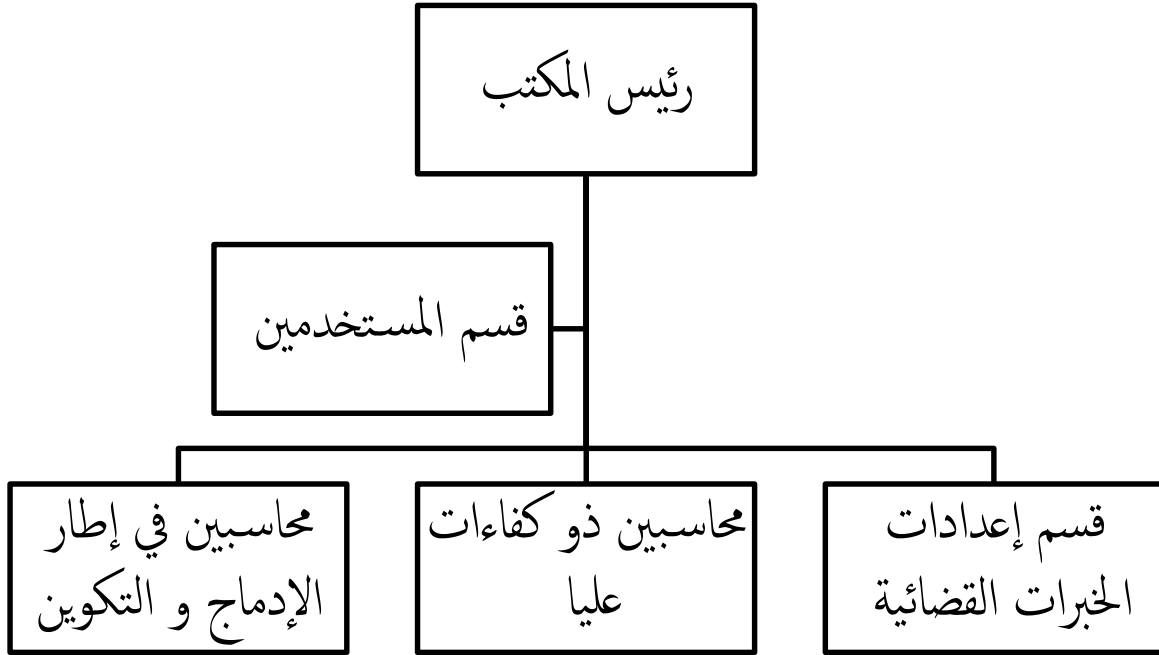 رئيس المكتب
قسم المستخدمين
قسم إعدادات
الخبرات القضائية
محاسبين ذو كفاءات
عليا
محاسبين في إطار
الإدماج و التكوين